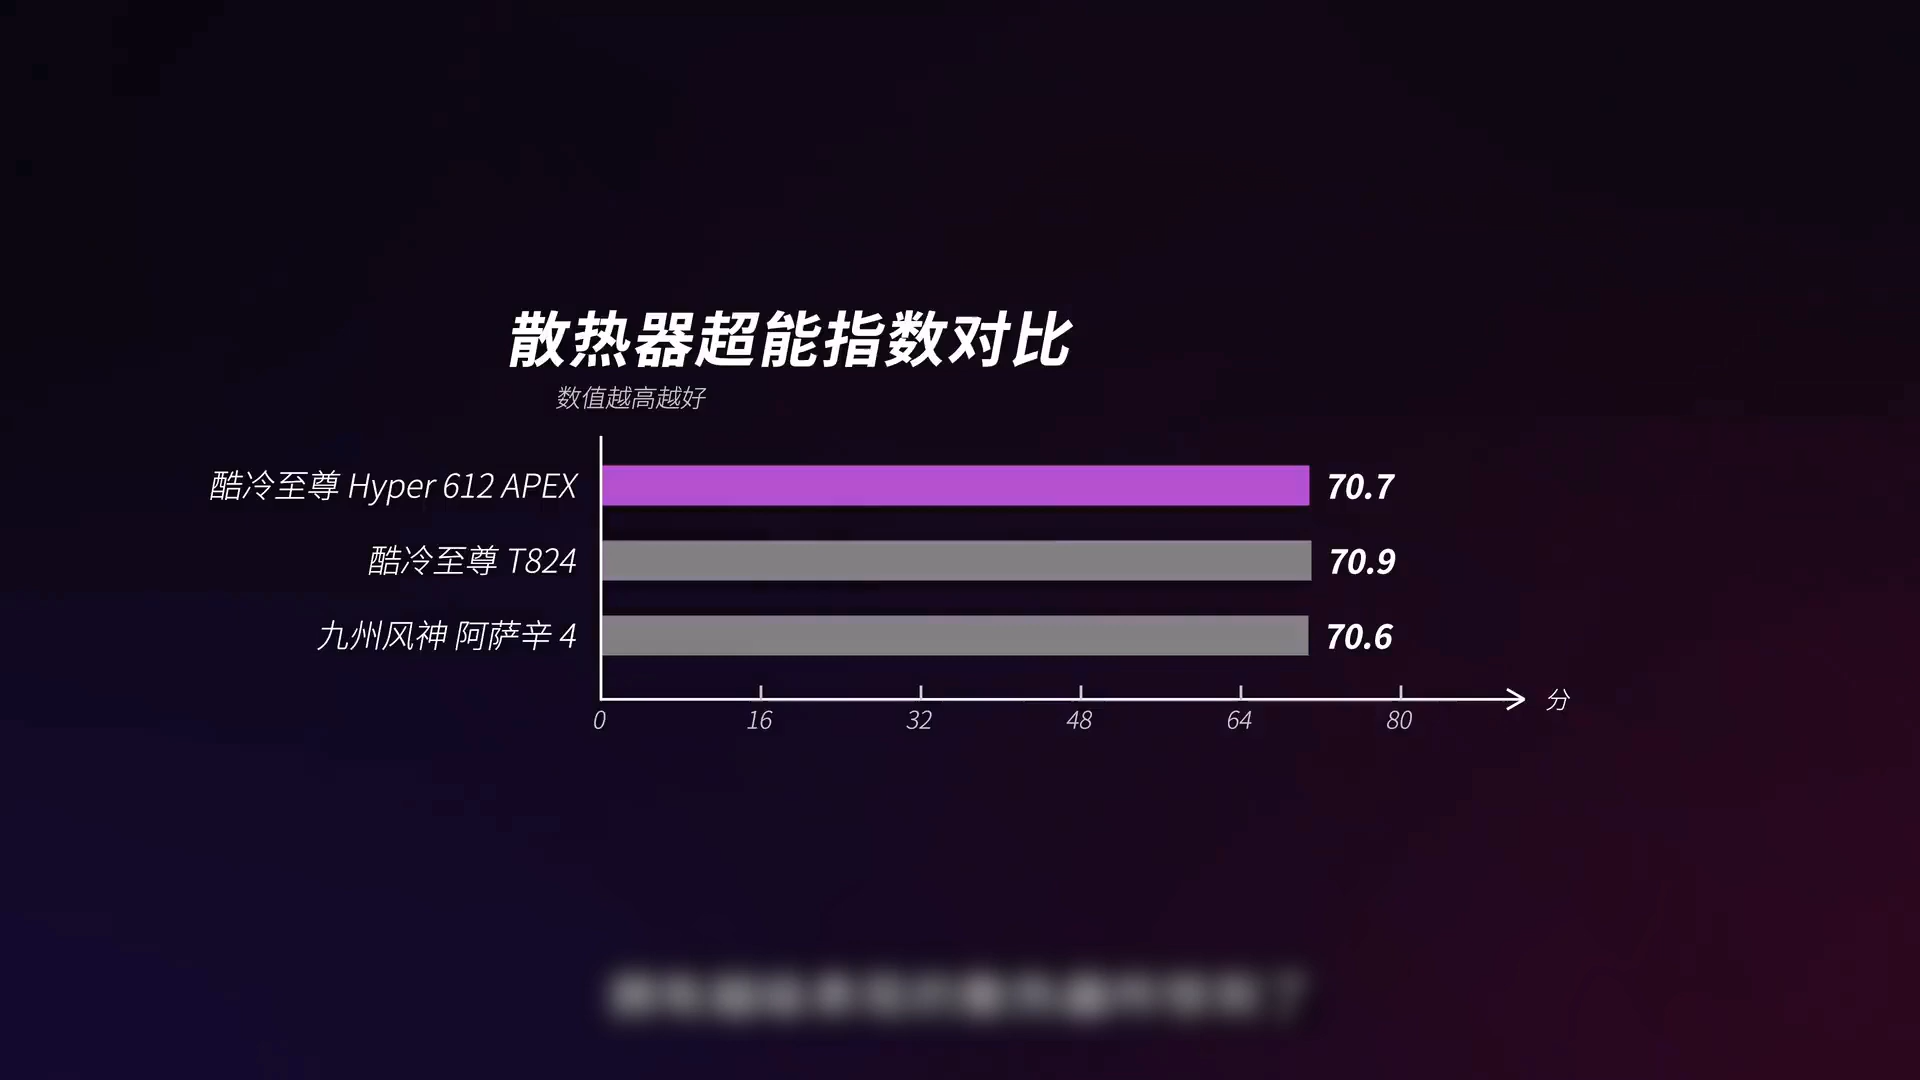 散热器超能指数对比
数值越高越好
酷冷至尊 Hyper 612 APEX 70.7
酷冷至尊 T824 70.9
九州风神 阿萨辛 4 70.6
0 16 32 48 64 80 分